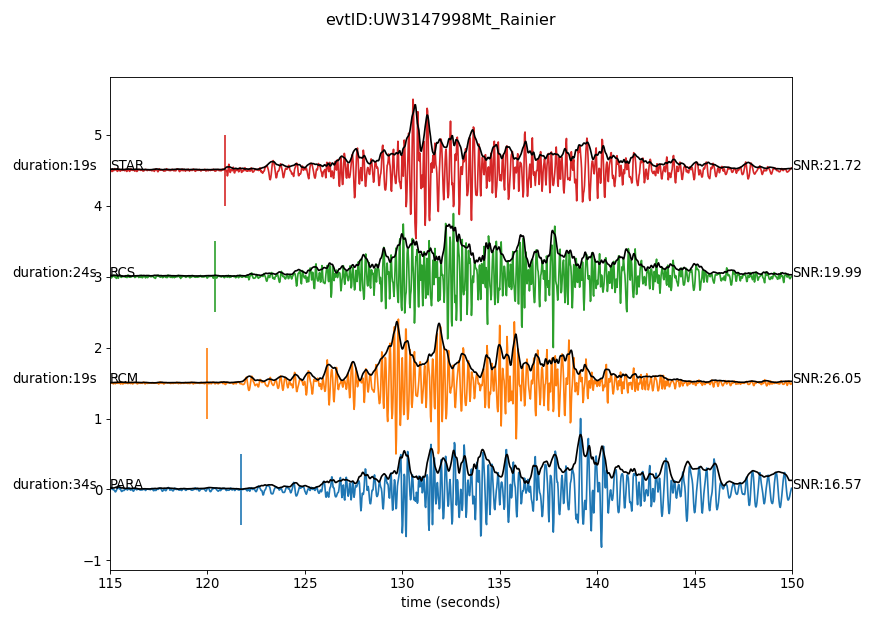 evtID:UW3147998Mt_Rainier
5
duration:19s STAR SNR:21.72
4
duration:24s RCS SNR:19.99
3
2
duration:19s RCM SNR:26.05
1
duration:34s PARA SNR:16.57
0
−1
115 120 125 130 135 140 145 150
time (seconds)